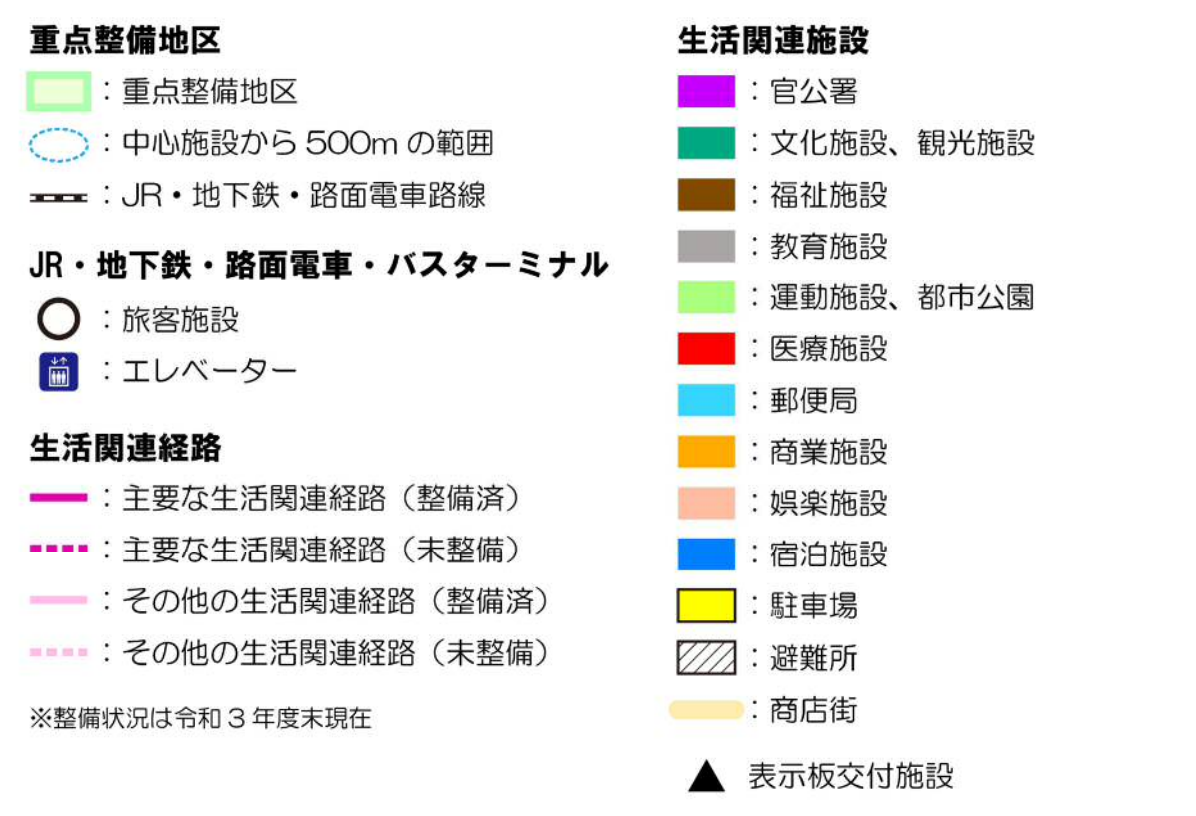 重点整備地区
：重点整備地区
：中心施設から500mの範囲
：JR・地下鉄・路面電車路線
JR・地下鉄・路面電車・バスターミナル
：旅客施設
：エレベーター
生活関連経路
：主要な生活関連経路（整備済）
：主要な生活関連経路（未整備）
：その他の生活関連経路（整備済）
：その他の生活関連経路（未整備）
※整備状況は令和3年度末現在
生活関連施設
：官公署
：文化施設、観光施設
：福祉施設
：教育施設
：運動施設、都市公園
：医療施設
：郵便局
：商業施設
：娯楽施設
：宿泊施設
：駐車場
：避難所
：商店街
表示板交付施設